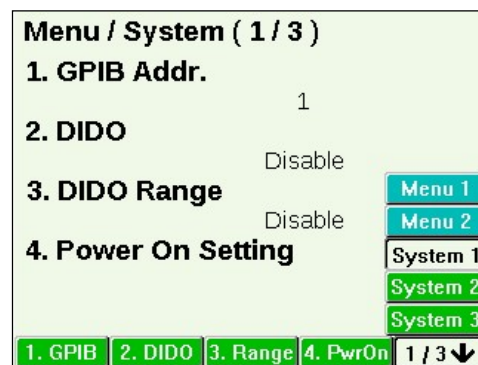 Menu / System ( 1 / 3 )
1. GPIB Addr.
1
2. DIDO
Disable
3. DIDO Range
Disable
4. Power On Setting
Menu 1
Menu 2
System 1
System 2
System 3
1. GPIB 2. DIDO 3. Range 4. PwrOn 1 / 3